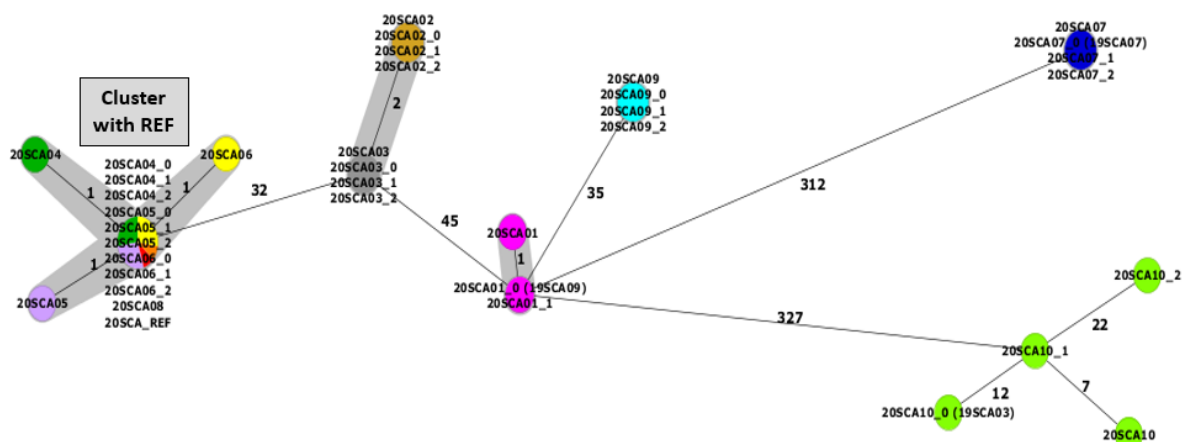 20SCA02
20SCA02_0
20SCA02_1
20SCA02_2
2
20SCA07
20SCA07_0 (19SCA07)
20SCA07_1
20SCA07_2
20SCA09
20SCA09_0
20SCA09_1
20SCA09_2
Cluster
with REF
20SCA04
20SCA06
20SCA04_0
20SCA04_1
20SCA04_2
20SCA05_0
20SCA05_1
20SCA05_2
20SCA06_0
20SCA06_1
20SCA06_2
20SCA08
20SCA_REF
1
1
1
20SCA05
32
20SCA03
20SCA03_0
20SCA03_1
20SCA03_2
45
35
312
20SCA01
1
20SCA01_0 (19SCA09)
20SCA01_1
327
20SCA10_2
22
20SCA10_1
12
7
20SCA10_0 (19SCA03)
20SCA10